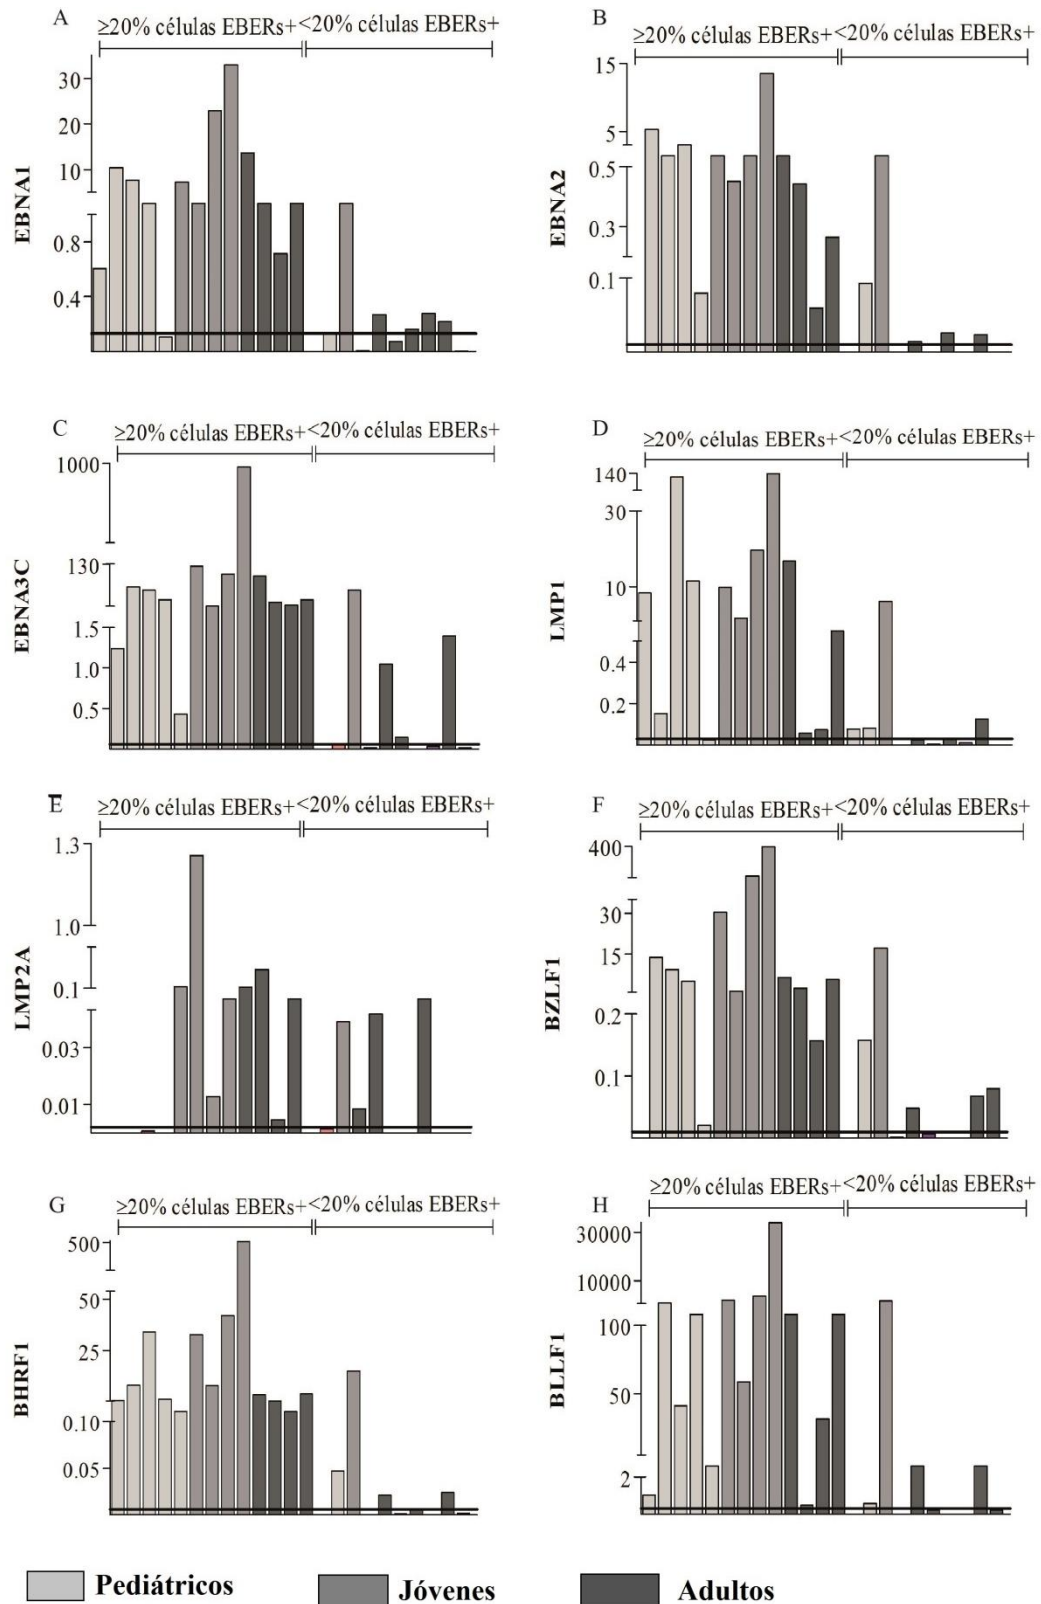 A
≥20% células EBERs+ <20% células EBERs+
30
20
10
0.8
0.4
EBNA1
B
≥20% células EBERs+ <20% células EBERs+
15
5
0.5
0.3
0.1
EBNA2
C
≥20% células EBERs+ <20% células EBERs+
1000
130
1.5
1.0
0.5
EBNA3C
D
≥20% células EBERs+ <20% células EBERs+
140
30
10
0.4
0.2
LMP1
E
≥20% células EBERs+ <20% células EBERs+
1.3
1.0
0.1
0.03
0.01
LMP2A
F
≥20% células EBERs+ <20% células EBERs+
400
30
15
0.2
0.1
BZLF1
G
≥20% células EBERs+ <20% células EBERs+
500
50
25
0.10
0.05
BHRF1
H
≥20% células EBERs+ <20% células EBERs+
30000
10000
100
50
2
BLLF1
Pediátricos Jóvenes Adultos